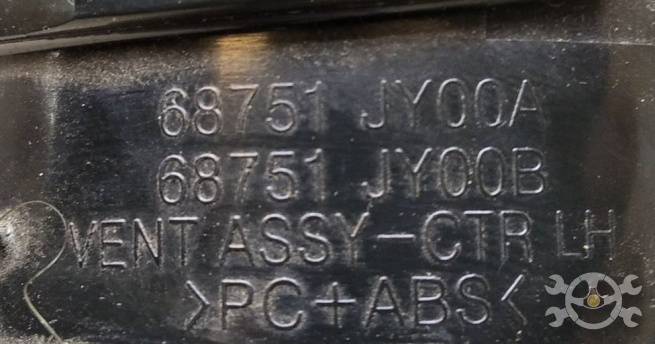 68751 JY00A
68751 JY00B
VENT ASSY-CTR LH
>PC+ABS<